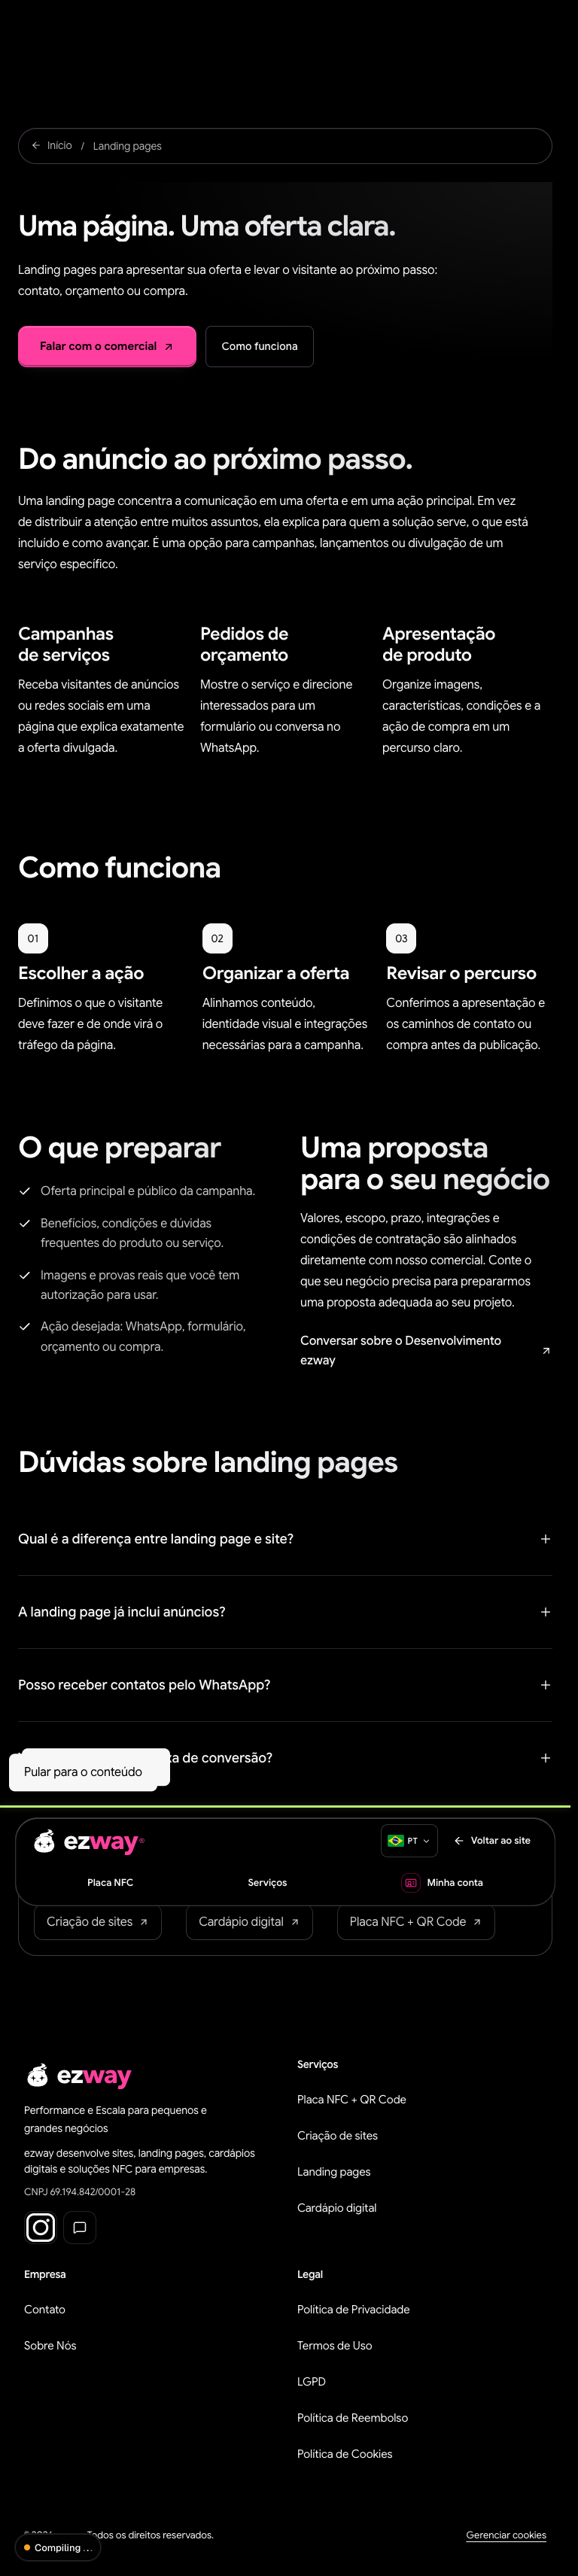 Início / Landing pages
Uma página. Uma oferta clara.
Landing pages para apresentar sua oferta e levar o visitante ao próximo passo:
contato, orçamento ou compra.
Falar com o comercial
Como funciona
Do anúncio ao próximo passo.
Uma landing page concentra a comunicação em uma oferta e em uma ação principal. Em vez
de distribuir a atenção entre muitos assuntos, ela explica para quem a solução serve, o que está
incluído e como avançar. É uma opção para campanhas, lançamentos ou divulgação de um
serviço específico.
Campanhas
de serviços
Receba visitantes de anúncios
ou redes sociais em uma
página que explica exatamente
a oferta divulgada.
Pedidos de
orçamento
Mostre o serviço e direcione
interessados para um
formulário ou conversa no
WhatsApp.
Apresentação
de produto
Organize imagens,
características, condições e a
ação de compra em um
percurso claro.
Como funciona
01
Escolher a ação
Definimos o que o visitante
deve fazer e de onde virá o
tráfego da página.
02
Organizar a oferta
Alinhamos conteúdo,
identidade visual e integrações
necessárias para a campanha.
03
Revisar o percurso
Conferimos a apresentação e
os caminhos de contato ou
compra antes da publicação.
O que preparar
Oferta principal e público da campanha.
Benefícios, condições e dúvidas
frequentes do produto ou serviço.
Imagens e provas reais que você tem
autorização para usar.
Ação desejada: WhatsApp, formulário,
orçamento ou compra.
Uma proposta
para o seu negócio
Valores, escopo, prazo, integrações e
condições de contratação são alinhados
diretamente com nosso comercial. Conte o
que seu negócio precisa para prepararmos
uma proposta adequada ao seu projeto.
Conversar sobre o Desenvolvimento
ezway
Dúvidas sobre landing pages
Qual é a diferença entre landing page e site?
A landing page já inclui anúncios?
Posso receber contatos pelo WhatsApp?
de conversão?
Pular para o conteúdo
ezway®
PT
Voltar ao site
Placa NFC
Serviços
Minha conta
Criação de sites
Cardápio digital
Placa NFC + QR Code
ezway
Performance e Escala para pequenos e
grandes negócios
ezway desenvolve sites, landing pages, cardápios
digitais e soluções NFC para empresas.
CNPJ 69.194.842/0001-28
Serviços
Placa NFC + QR Code
Criação de sites
Landing pages
Cardápio digital
Empresa
Contato
Sobre Nós
Legal
Política de Privacidade
Termos de Uso
LGPD
Política de Reembolso
Política de Cookies
Todos os direitos reservados.
Gerenciar cookies
Compiling...